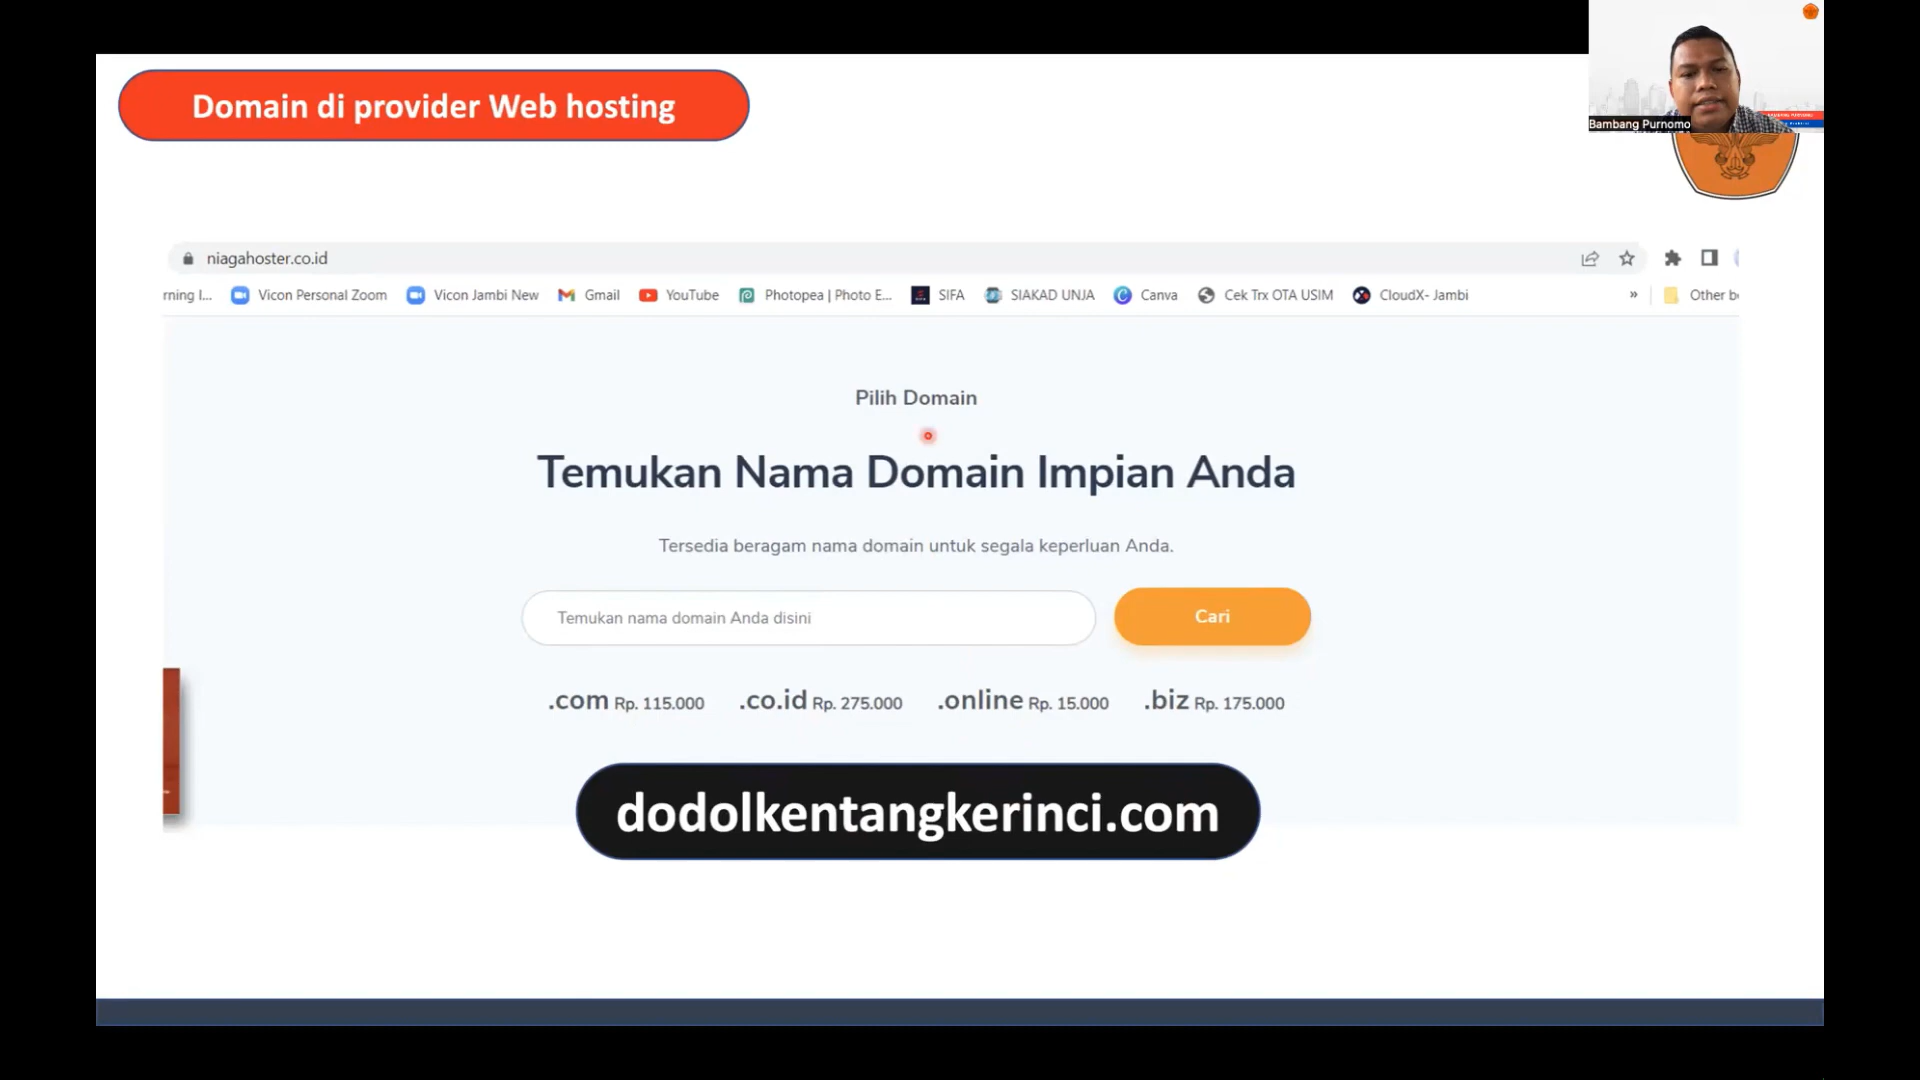 Domain di provider Web hosting
Bambang Purnomo
niagahoster.co.id
rning I...
Vicon Personal Zoom
Vicon Jambi New
Gmail
YouTube
Photopea | Photo E...
SIFA
SIAKAD UNJA
Canva
Cek Trx OTA USIM
CloudX- Jambi
»
Other b
Pilih Domain
Temukan Nama Domain Impian Anda
Tersedia beragam nama domain untuk segala keperluan Anda.
Temukan nama domain Anda disini
Cari
.com Rp. 115.000
.co.id Rp. 275.000
.online Rp. 15.000
.biz Rp. 175.000
dodolkentangkerinci.com